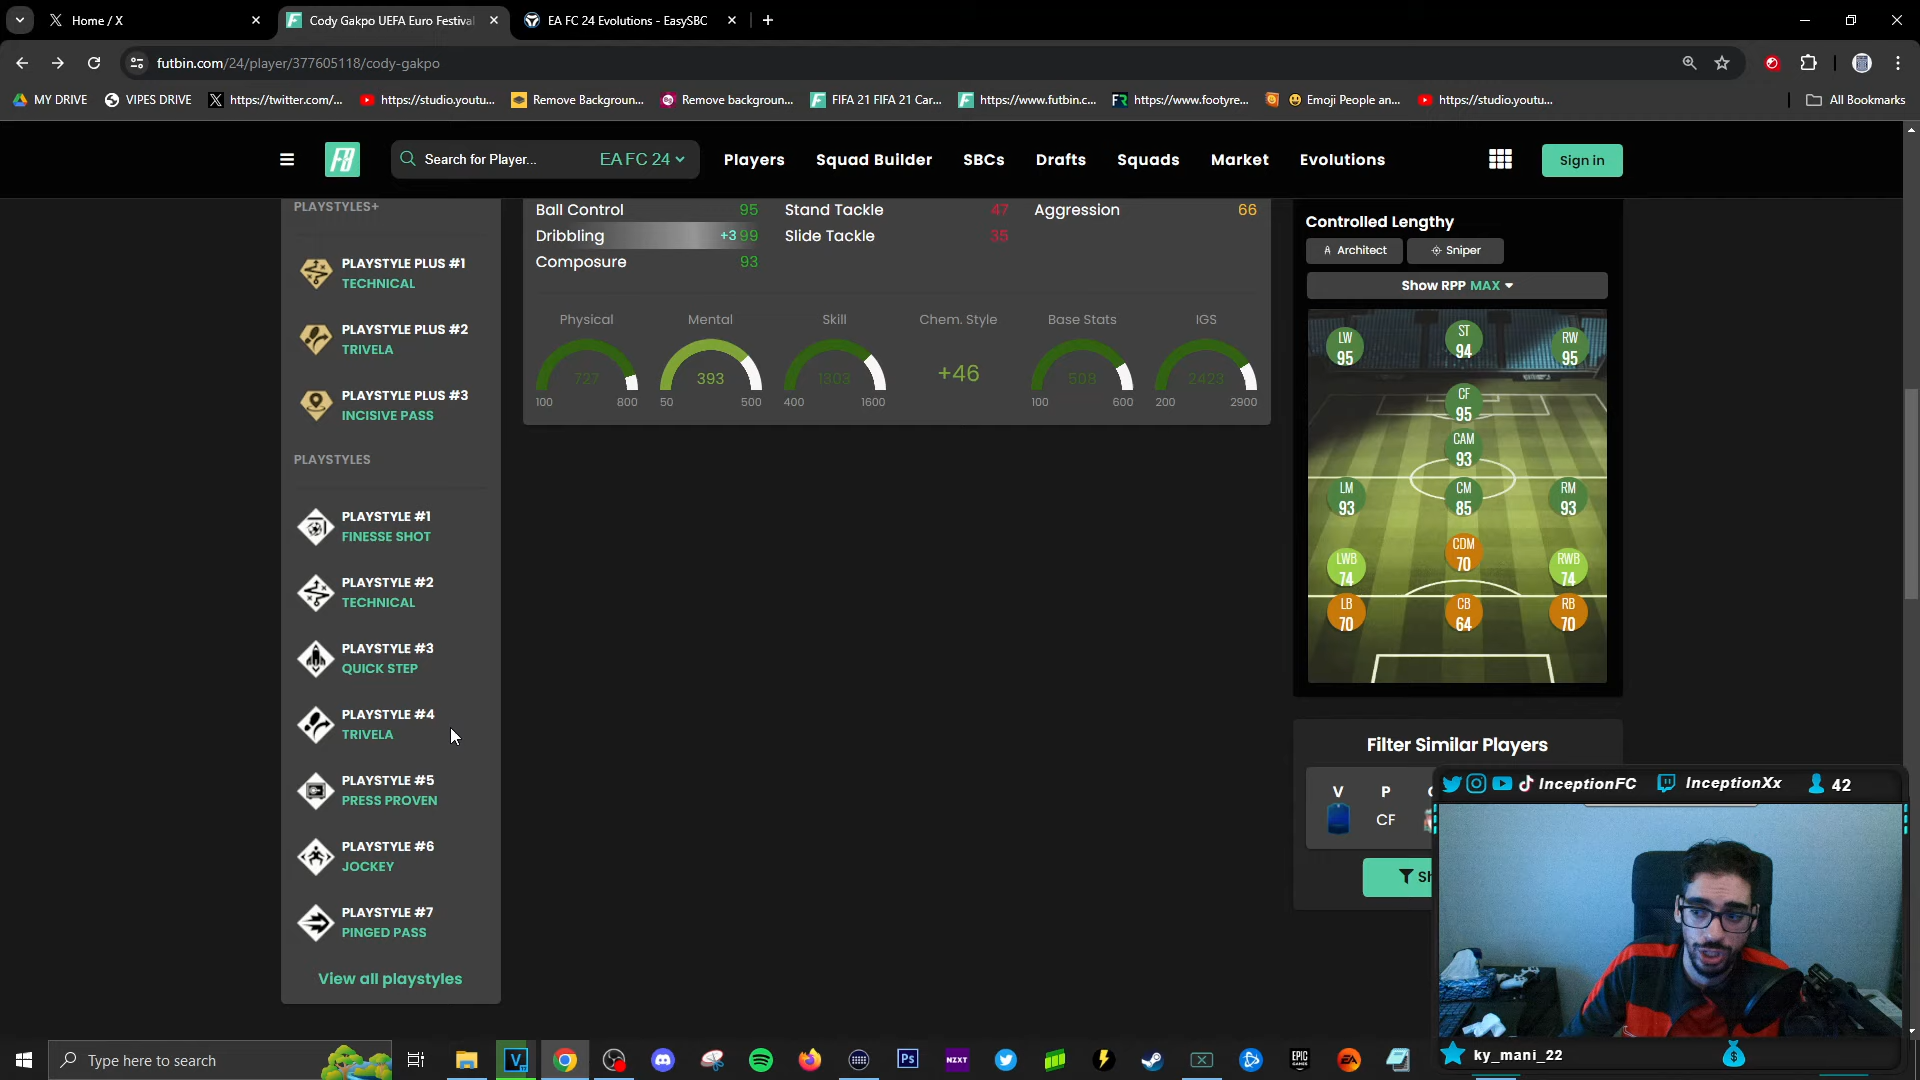 Home / X
Cody Gakpo UEFA Euro Festival
EA FC 24 Evolutions - EasySBC
futbin.com/24/player/377605118/cody-gakpo
MY DRIVE
VIPES DRIVE
https://twitter.com/...
https://studio.youtu...
Remove Backgroun...
Remove backgroun...
FIFA 21 FIFA 21 Car...
https://www.futbin.c...
https://www.footyre...
Emoji People an...
https://studio.youtu...
All Bookmarks
Search for Player...
EA FC 24
Players
Squad Builder
SBCs
Drafts
Squads
Market
Evolutions
Sign in
PLAYSTYLES+
PLAYSTYLE PLUS #1
TECHNICAL
PLAYSTYLE PLUS #2
TRIVELA
PLAYSTYLE PLUS #3
INCISIVE PASS
PLAYSTYLES
PLAYSTYLE #1
FINESSE SHOT
PLAYSTYLE #2
TECHNICAL
PLAYSTYLE #3
QUICK STEP
PLAYSTYLE #4
TRIVELA
PLAYSTYLE #5
PRESS PROVEN
PLAYSTYLE #6
JOCKEY
PLAYSTYLE #7
PINGED PASS
View all playstyles
Ball Control 95
Dribbling +3 99
Composure 93
Stand Tackle 47
Slide Tackle 35
Aggression 66
Physical
727
100 800
Mental
393
50 500
Skill
1303
400 1600
Chem. Style
+46
Base Stats
508
100 600
IGS
2423
200 2900
Controlled Lengthy
Architect
Sniper
Show RPP MAX
LW
95
ST
94
RW
95
CF
95
CAM
93
LM
93
CM
85
RM
93
LWB
74
CDM
70
RWB
74
LB
70
CB
64
RB
70
Filter Similar Players
V
P
CF
InceptionFC
InceptionXx
42
ky_mani_22
Type here to search
Ps
NZXT
EPIC GAMES
EA